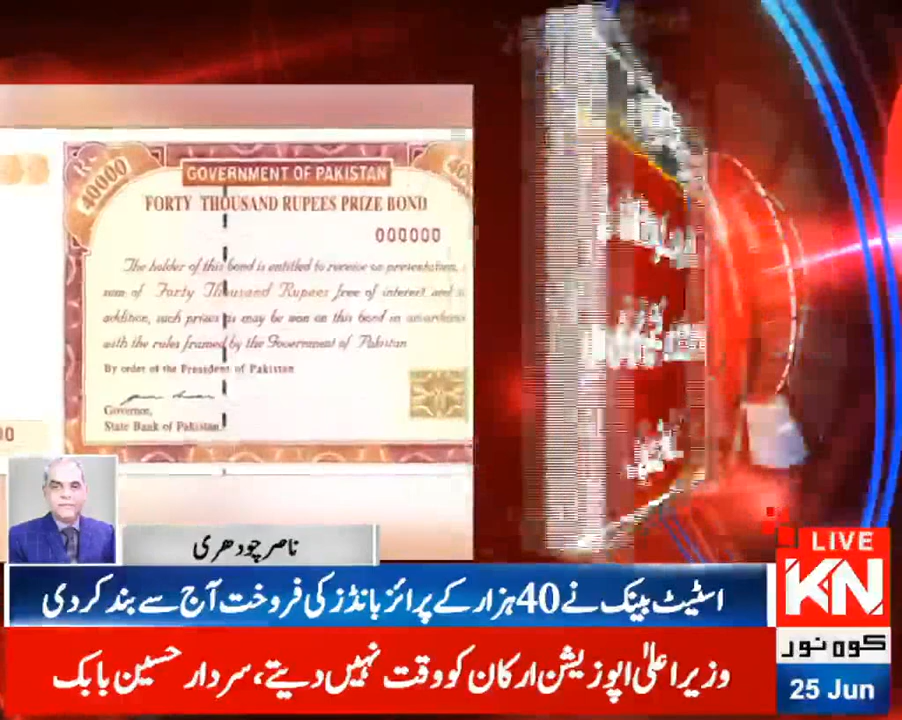 40000
GOVERNMENT OF PAKISTAN
FORTY THOUSAND RUPEES PRIZE BOND
000000
The holder of this bond is entitled to receive on presentation, a
sum of Forty Thousand Rupees free of interest and in
addition, such prizes as may be won on this bond in accordance
with the rules framed by the Government of Pakistan
By order of the President of Pakistan
Governor,
State Bank of Pakistan.
ناصر چودھری
LIVE
KN
کوہ نور
25 Jun
اسٹیٹ بینک نے 40 ہزار کے پرائز بانڈز کی فروخت آج سے بند کردی
وزیراعلیٰ اپوزیشن ارکان کو وقت نہیں دیتے، سردار حسین بابک